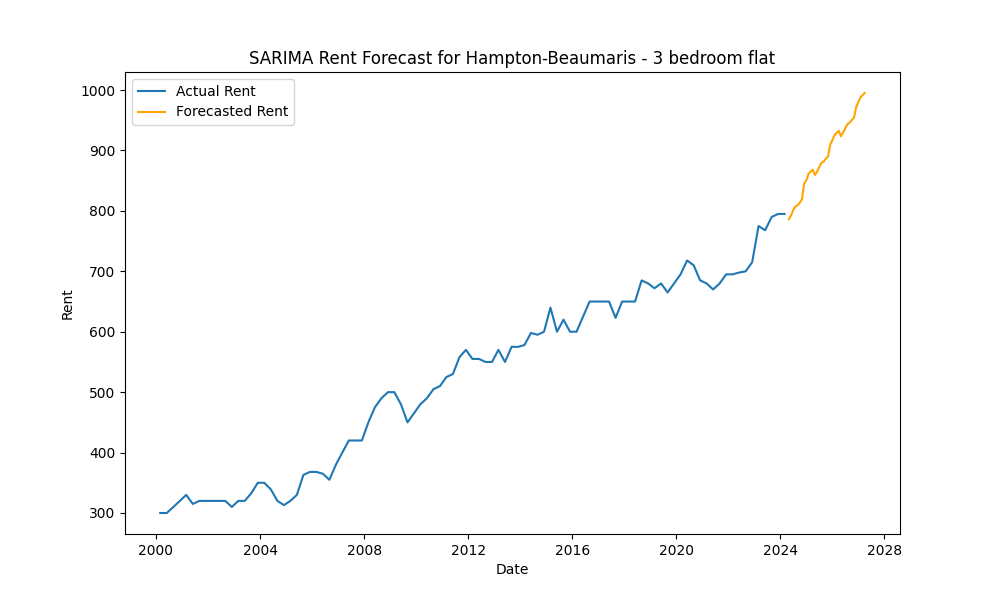 SARIMA Rent Forecast for Hampton-Beaumaris - 3 bedroom flat
Actual Rent
Forecasted Rent
1000
900
800
700
600
500
400
300
Rent
2000 2004 2008 2012 2016 2020 2024 2028
Date